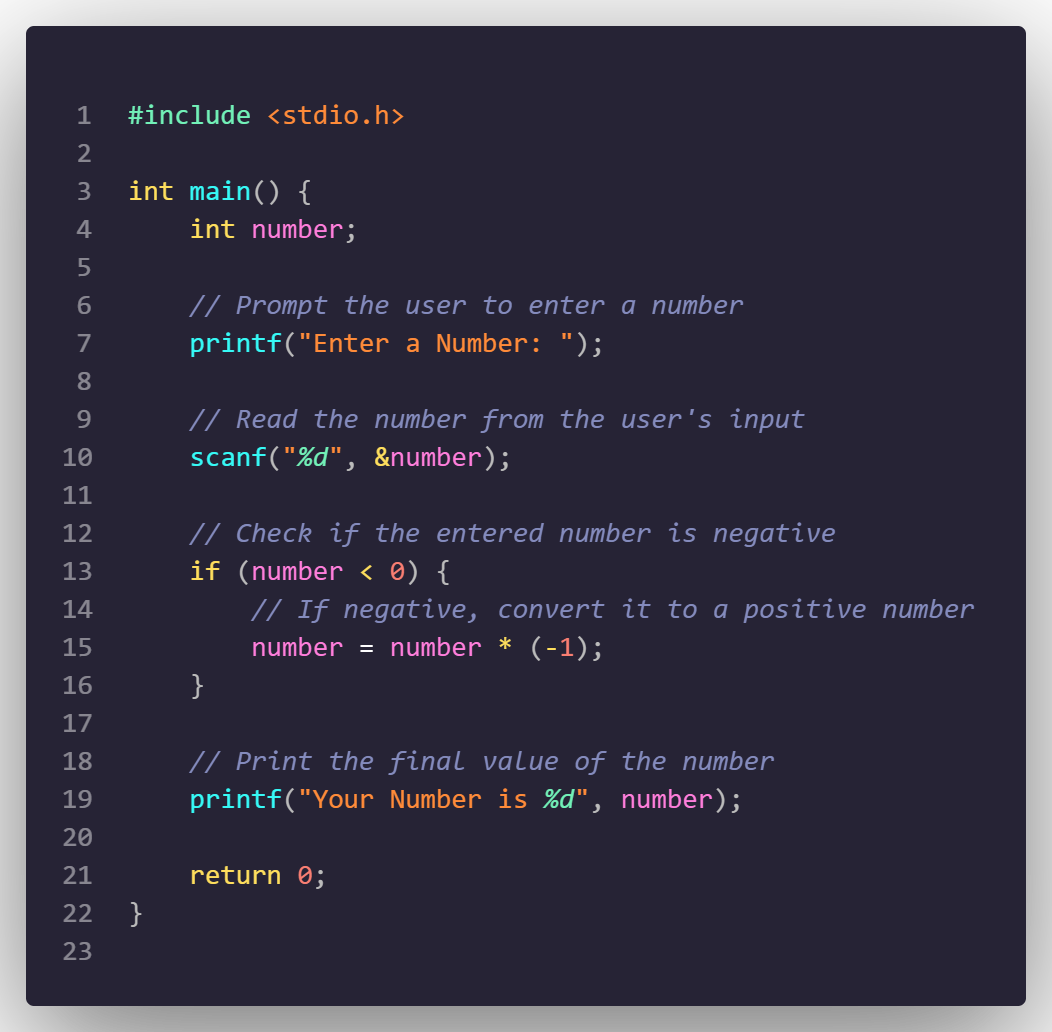 1 #include <stdio.h>
2
3 int main() {
4     int number;
5
6     // Prompt the user to enter a number
7     printf("Enter a Number: ");
8
9     // Read the number from the user's input
10     scanf("%d", &number);
11
12     // Check if the entered number is negative
13     if (number < 0) {
14         // If negative, convert it to a positive number
15         number = number * (-1);
16     }
17
18     // Print the final value of the number
19     printf("Your Number is %d", number);
20
21     return 0;
22 }
23